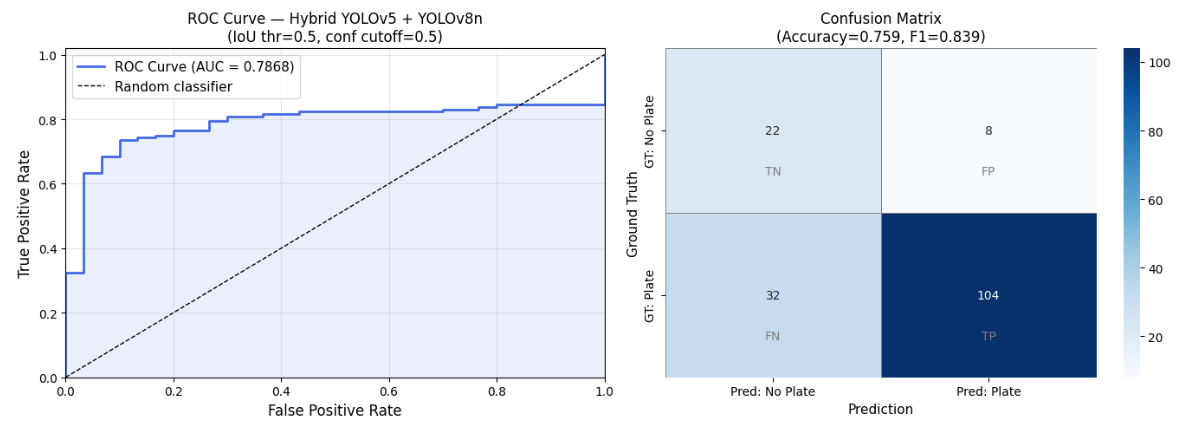 ROC Curve — Hybrid YOLOv5 + YOLOv8n
(IoU thr=0.5, conf cutoff=0.5)
ROC Curve (AUC = 0.7868)
Random classifier
True Positive Rate
1.0
0.8
0.6
0.4
0.2
0.0
0.0 0.2 0.4 0.6 0.8 1.0
False Positive Rate
Confusion Matrix
(Accuracy=0.759, F1=0.839)
Ground Truth
GT: No Plate
22 8
TN FP
GT: Plate
32 104
FN TP
Pred: No Plate Pred: Plate
Prediction
100
80
60
40
20